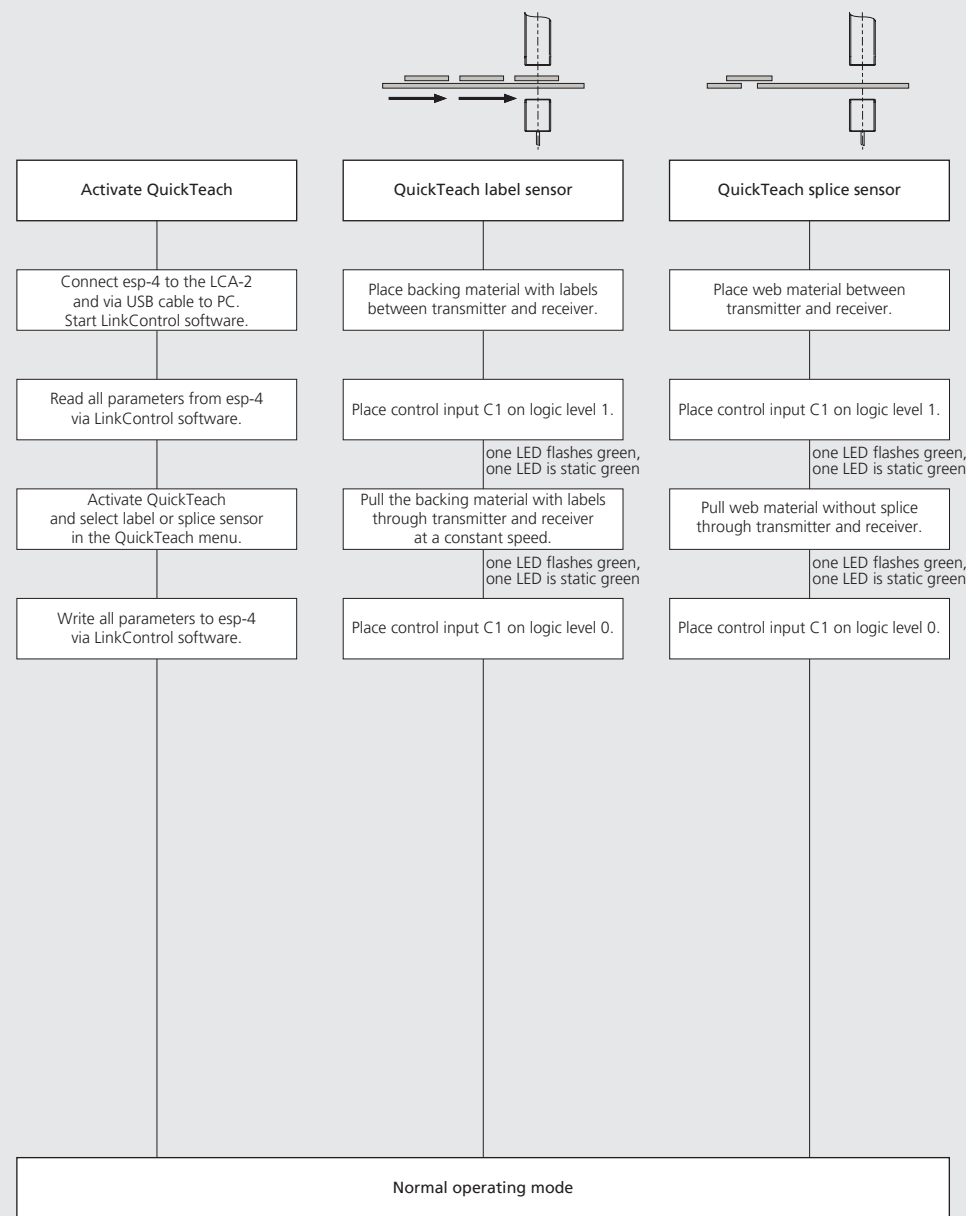 Activate QuickTeach
Connect esp-4 to the LCA-2
and via USB cable to PC.
Start LinkControl software.
Read all parameters from esp-4
via LinkControl software.
Activate QuickTeach
and select label or splice sensor
in the QuickTeach menu.
Write all parameters to esp-4
via LinkControl software.
QuickTeach label sensor
Place backing material with labels
between transmitter and receiver.
Place control input C1 on logic level 1.
one LED flashes green,
one LED is static green
Pull the backing material with labels
through transmitter and receiver
at a constant speed.
one LED flashes green,
one LED is static green
Place control input C1 on logic level 0.
QuickTeach splice sensor
Place web material between
transmitter and receiver.
Place control input C1 on logic level 1.
one LED flashes green,
one LED is static green
Pull web material without splice
through transmitter and receiver.
one LED flashes green,
one LED is static green
Place control input C1 on logic level 0.
Normal operating mode